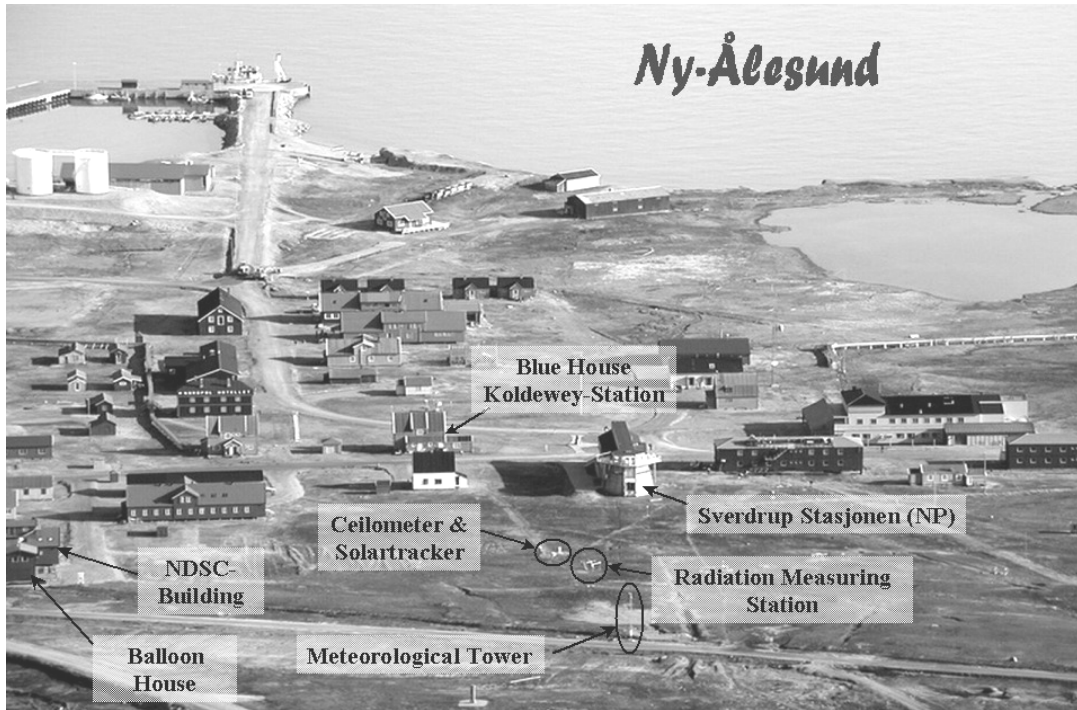 Ny-Ålesund
Blue House
Koldewey-Station
Sverdrup Stasjonen (NP)
Ceilometer &
Solartracker
NDSC-
Building
Radiation Measuring
Station
Meteorological Tower
Balloon
House